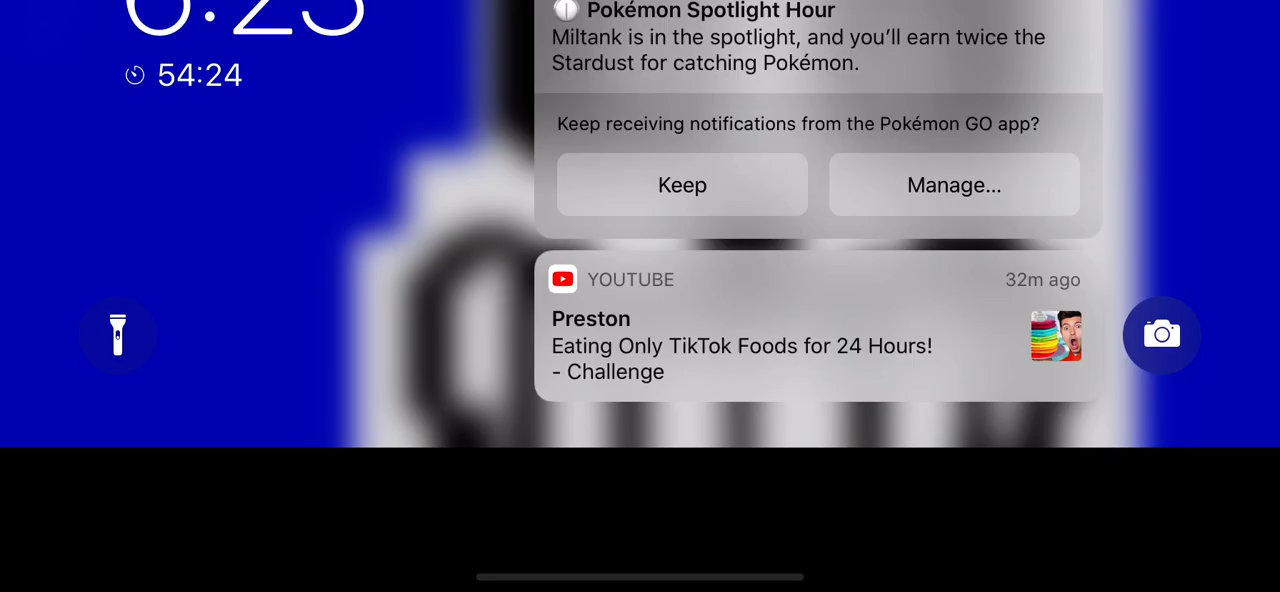 6:25
54:24
Pokémon Spotlight Hour
Miltank is in the spotlight, and you’ll earn twice the
Stardust for catching Pokémon.
Keep receiving notifications from the Pokémon GO app?
Keep
Manage...
YOUTUBE
32m ago
Preston
Eating Only TikTok Foods for 24 Hours!
- Challenge